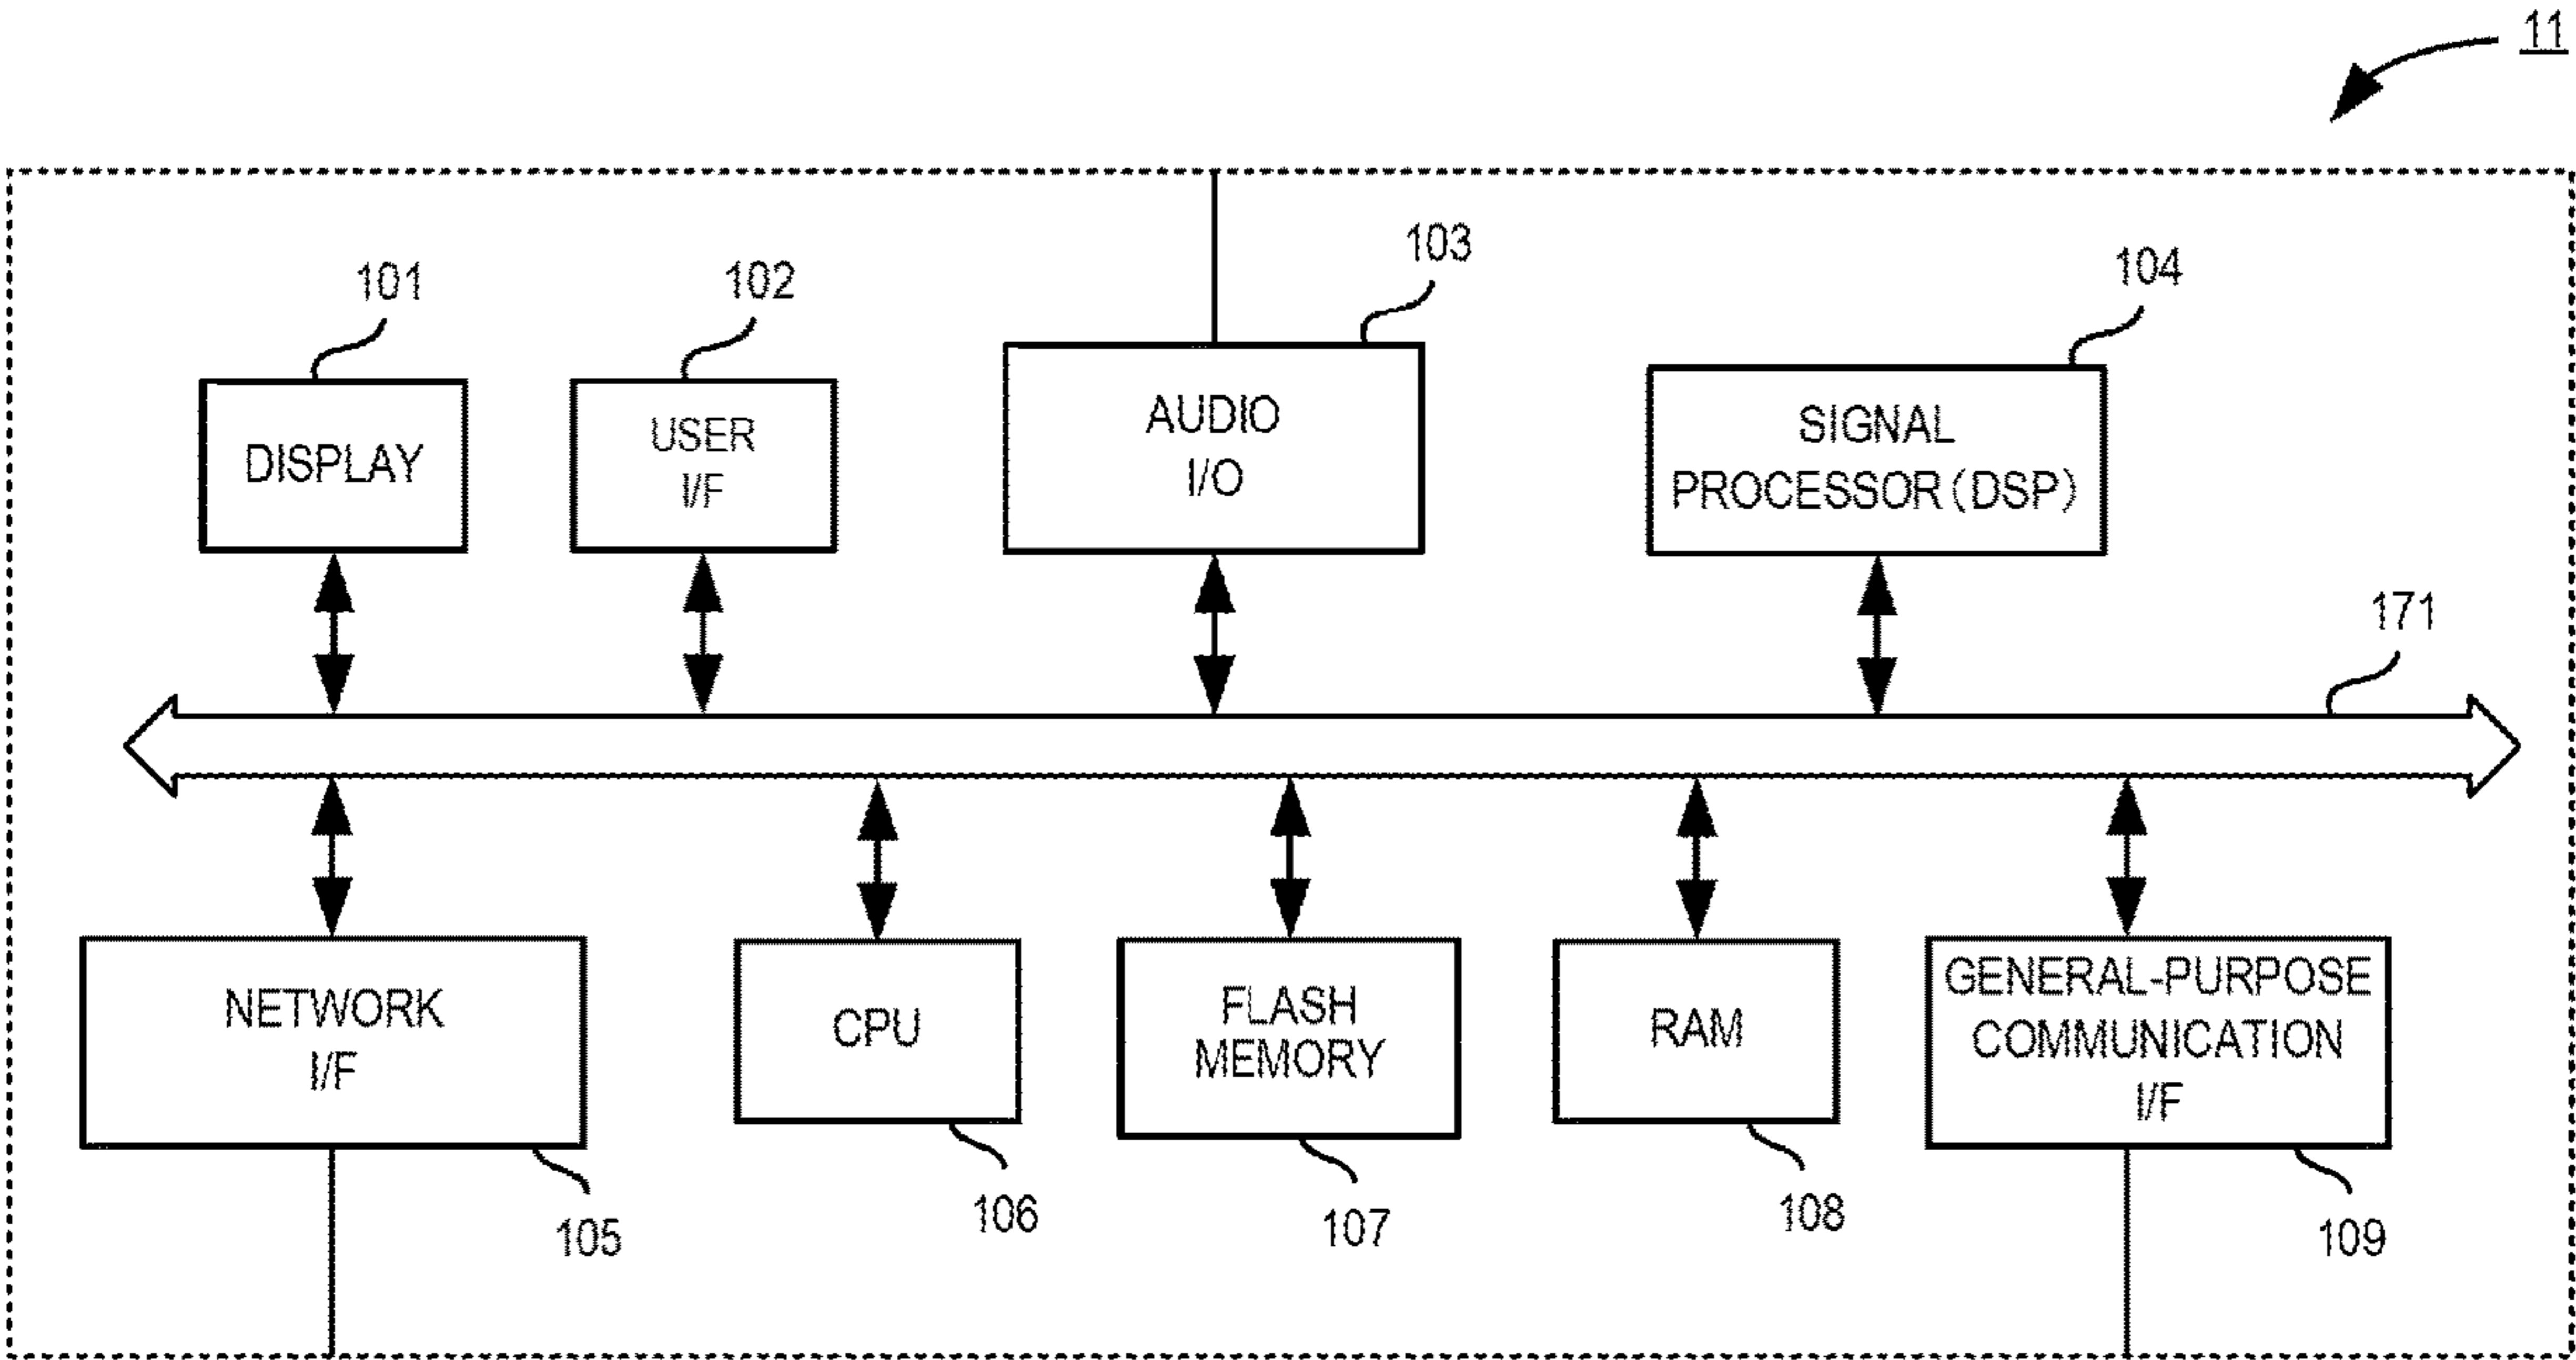 11
101
102
103
104
DISPLAY
USER
I/F
AUDIO
I/O
SIGNAL
PROCESSOR(DSP)
171
NETWORK
I/F
CPU
FLASH
MEMORY
RAM
GENERAL-PURPOSE
COMMUNICATION
I/F
105
106
107
108
109